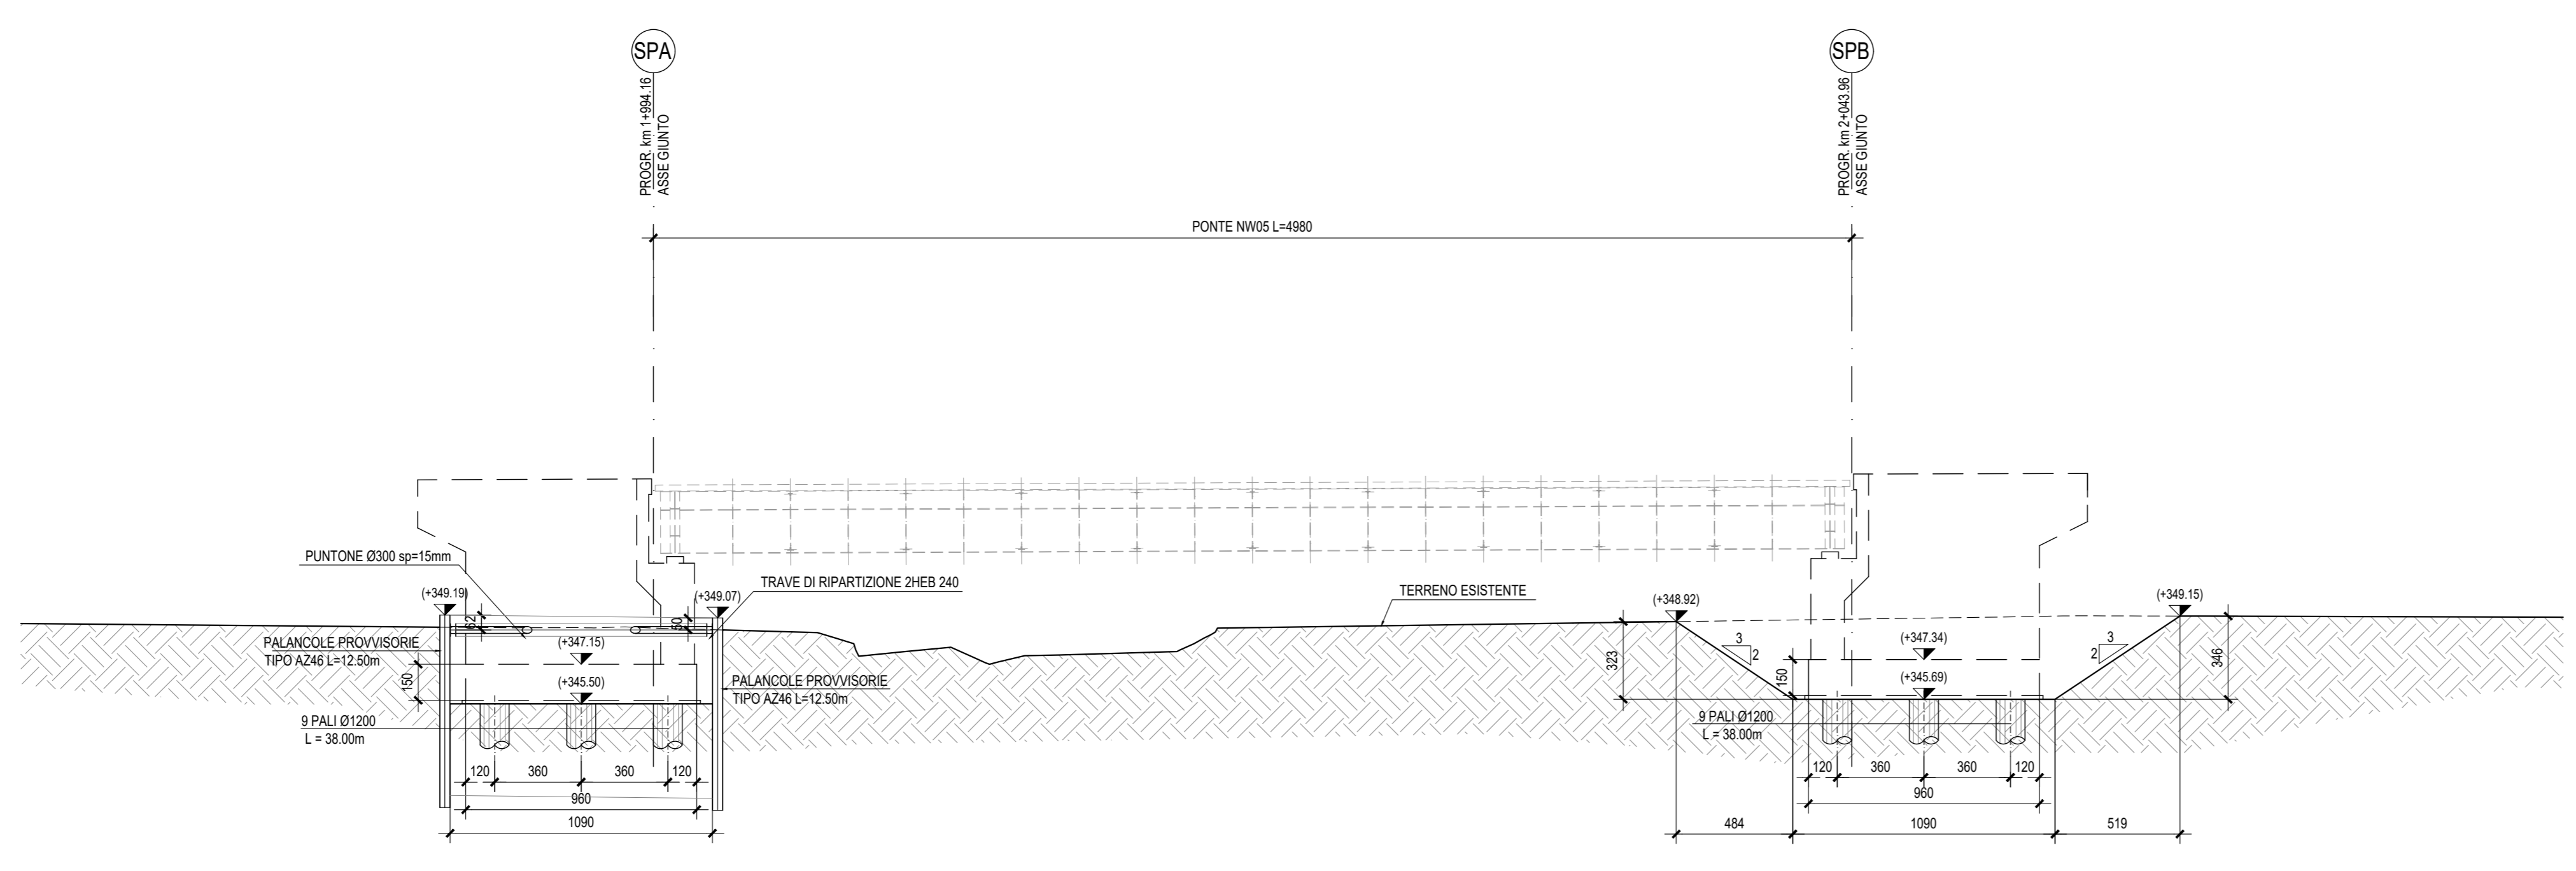 SPA
SPB
PROGR. km 1+994.16
ASSE GIUNTO
PROGR. km 2+043.96
ASSE GIUNTO
PONTE NW05 L=4980
PUNTONE Ø300 sp=15mm
TRAVE DI RIPARTIZIONE 2HEB 240
TERRENO ESISTENTE
(+349.19)
(+349.07)
(+348.92)
(+349.15)
62
50
PALANCOLE PROVVISORIE
TIPO AZ46 L=12.50m
(+347.15)
(+345.50)
150
PALANCOLE PROVVISORIE
TIPO AZ46 L=12.50m
9 PALI Ø1200
L = 38.00m
120
360
360
120
960
1090
323
3
2
150
(+347.34)
(+345.69)
3
2
346
9 PALI Ø1200
L = 38.00m
120
360
360
120
960
484
1090
519